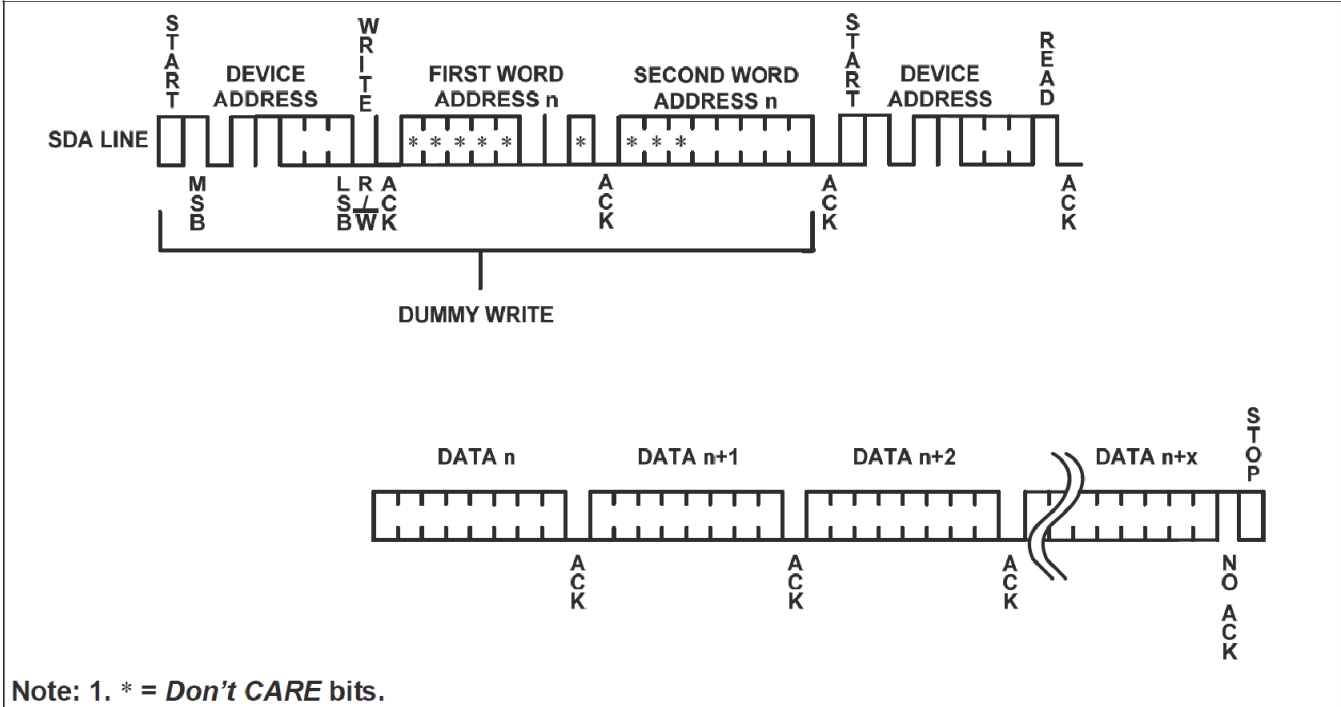 START
WRITE
START
READ
DEVICE
ADDRESS
FIRST WORD
ADDRESS n
SECOND WORD
ADDRESS n
DEVICE
ADDRESS
SDA LINE
* * * * *
*
* * *
MSB
LSB
R/W
ACK
ACK
ACK
ACK
DUMMY WRITE
STOP
DATA n
DATA n+1
DATA n+2
DATA n+x
ACK
ACK
ACK
NO ACK
Note: 1. * = Don't CARE bits.